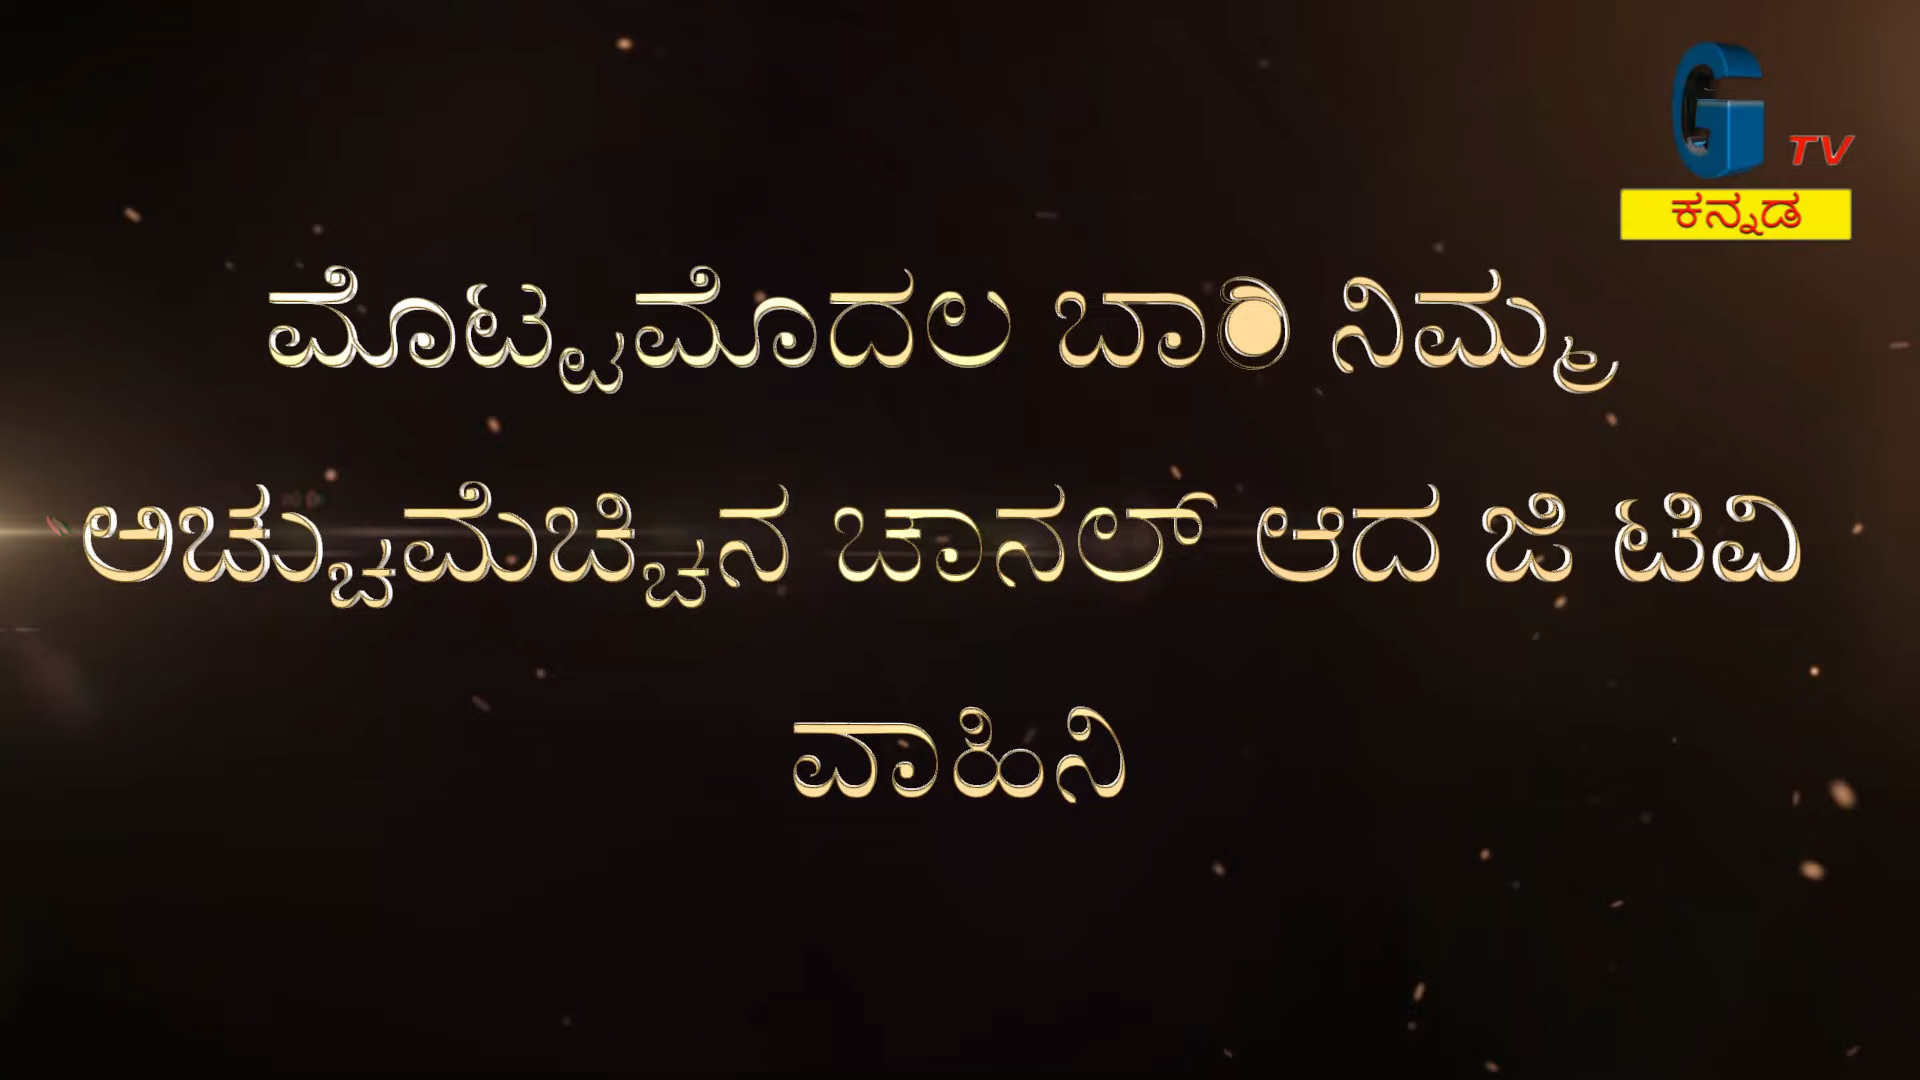 G TV
ಕನ್ನಡ
ಮೊಟ್ಟಮೊದಲ ಬಾರಿ ನಿಮ್ಮ
ಅಚ್ಚುಮೆಚ್ಚಿನ ಚಾನಲ್ ಆದ ಜಿ ಟಿವಿ
ವಾಹಿನಿ